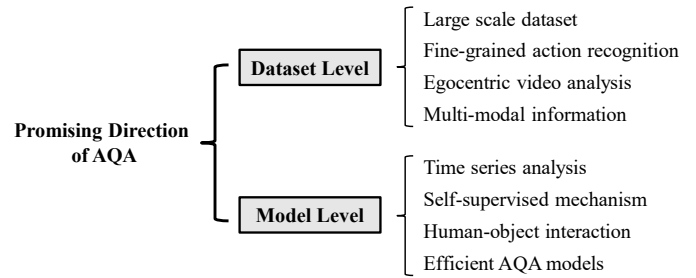 Promising Direction
of AQA
Dataset Level
Large scale dataset
Fine-grained action recognition
Egocentric video analysis
Multi-modal information
Model Level
Time series analysis
Self-supervised mechanism
Human-object interaction
Efficient AQA models